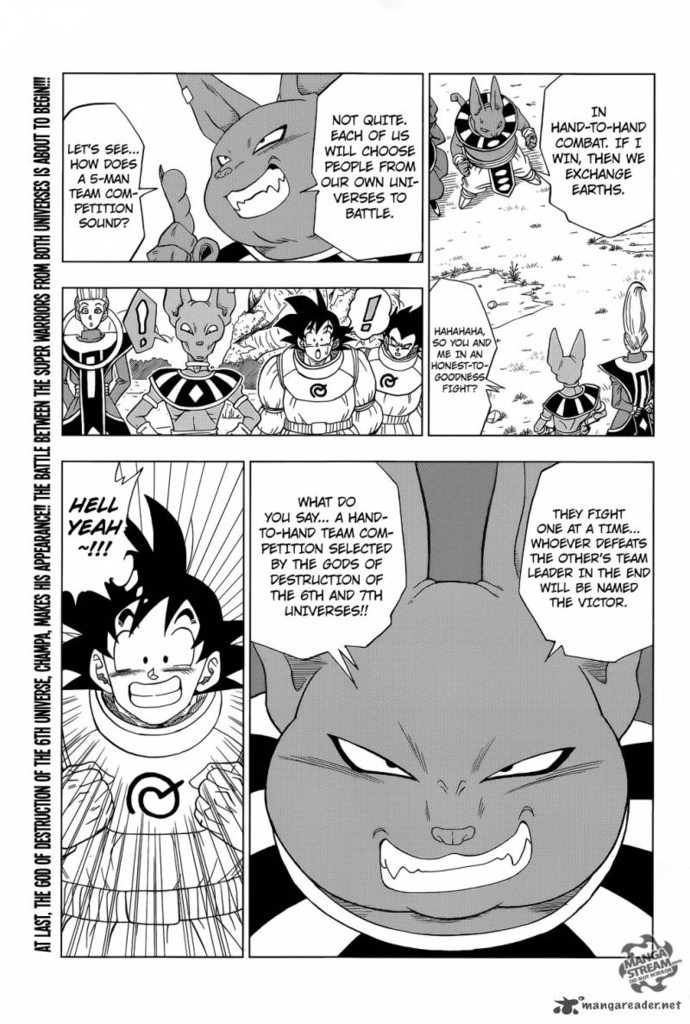 IN
HAND-TO-HAND
COMBAT. IF I
WIN, THEN WE
EXCHANGE
EARTHS.
HAHAHAHA,
SO YOU AND
ME IN AN
HONEST-TO-
GOODNESS
FIGHT?
NOT QUITE.
EACH OF US
WILL CHOOSE
PEOPLE FROM
OUR OWN UNI-
VERSES TO
BATTLE.
LET'S SEE...
HOW DOES
A 5-MAN
TEAM COM-
PETITION
SOUND?
!
!
THEY FIGHT
ONE AT A TIME...
WHOEVER DEFEATS
THE OTHER'S TEAM
LEADER IN THE END
WILL BE NAMED
THE VICTOR.
WHAT DO
YOU SAY... A HAND-
TO-HAND TEAM COM-
PETITION SELECTED
BY THE GODS OF
DESTRUCTION OF
THE 6TH AND 7TH
UNIVERSES!!
HELL
YEAH
~!!!
AT LAST, THE GOD OF DESTRUCTION OF THE 6TH UNIVERSE, CHAMPA, MAKES HIS APPEARANCE!! THE BATTLE BETWEEN THE SUPER WARRIORS FROM BOTH UNIVERSES IS ABOUT TO BEGIN!!!
MANGA
STREAM
.COM
DO NOT MIRROR
mangareader.net